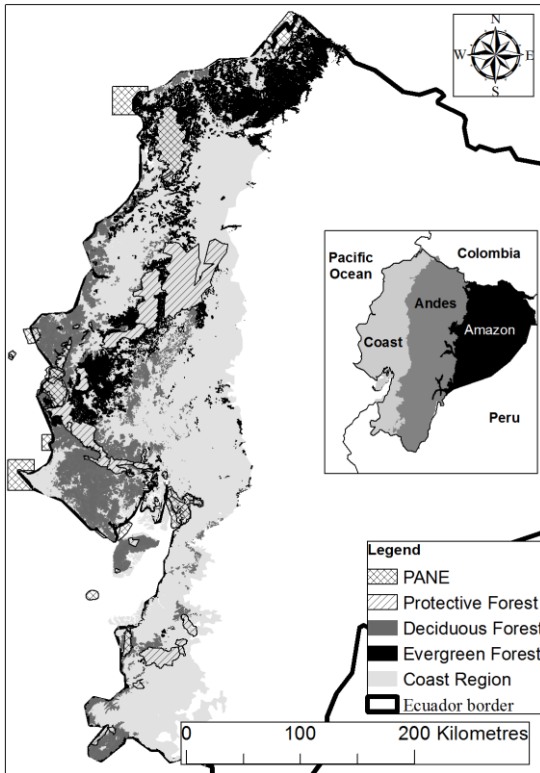 N
W E
S
Pacific
Ocean
Colombia
Andes
Amazon
Coast
Peru
Legend
PANE
Protective Forest
Deciduous Forest
Evergreen Forest
Coast Region
Ecuador border
0 100 200 Kilometres